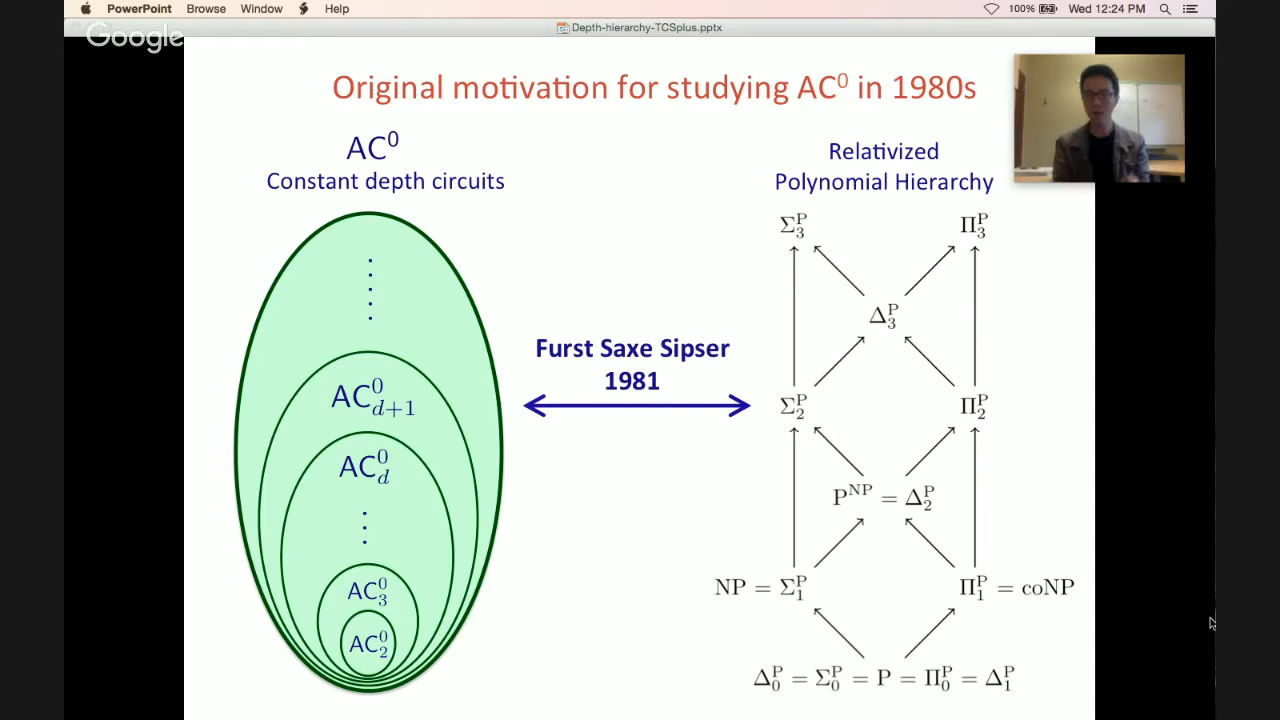 PowerPoint Browse Window Help 100% Wed 12:24 PM
Depth-hierarchy-TCSplus.pptx
Google
Original motivation for studying AC⁰ in 1980s
AC⁰
Constant depth circuits
Relativized
Polynomial Hierarchy
Σ₃ᴾ Π₃ᴾ
⋮
Δ₃ᴾ
Furst Saxe Sipser
1981
AC⁰_{d+1}
Σ₂ᴾ Π₂ᴾ
AC⁰_d
Pᴺᴾ = Δ₂ᴾ
⋮
AC⁰₃
NP = Σ₁ᴾ Π₁ᴾ = coNP
AC⁰₂
Δ₀ᴾ = Σ₀ᴾ = P = Π₀ᴾ = Δ₁ᴾ